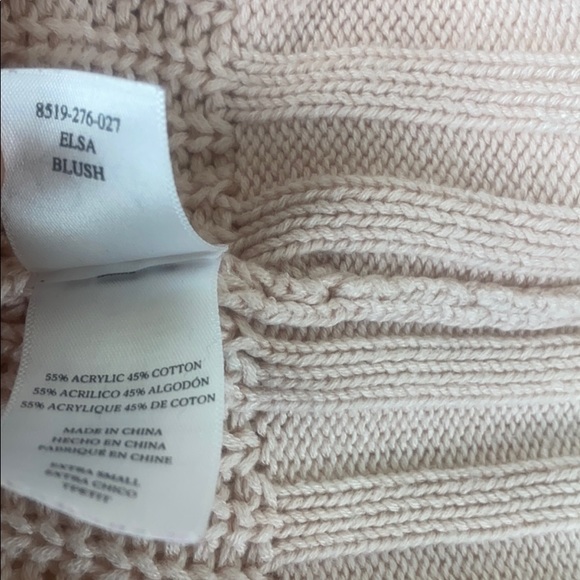 8519-276-027
ELSA
BLUSH
55% ACRYLIC 45% COTTON
55% ACRILICO 45% ALGODÓN
55% ACRYLIQUE 45% DE COTON
MADE IN CHINA
HECHO EN CHINA
FABRIQUÉ EN CHINE
EXTRA SMALL
EXTRA CHICO
TPETIT